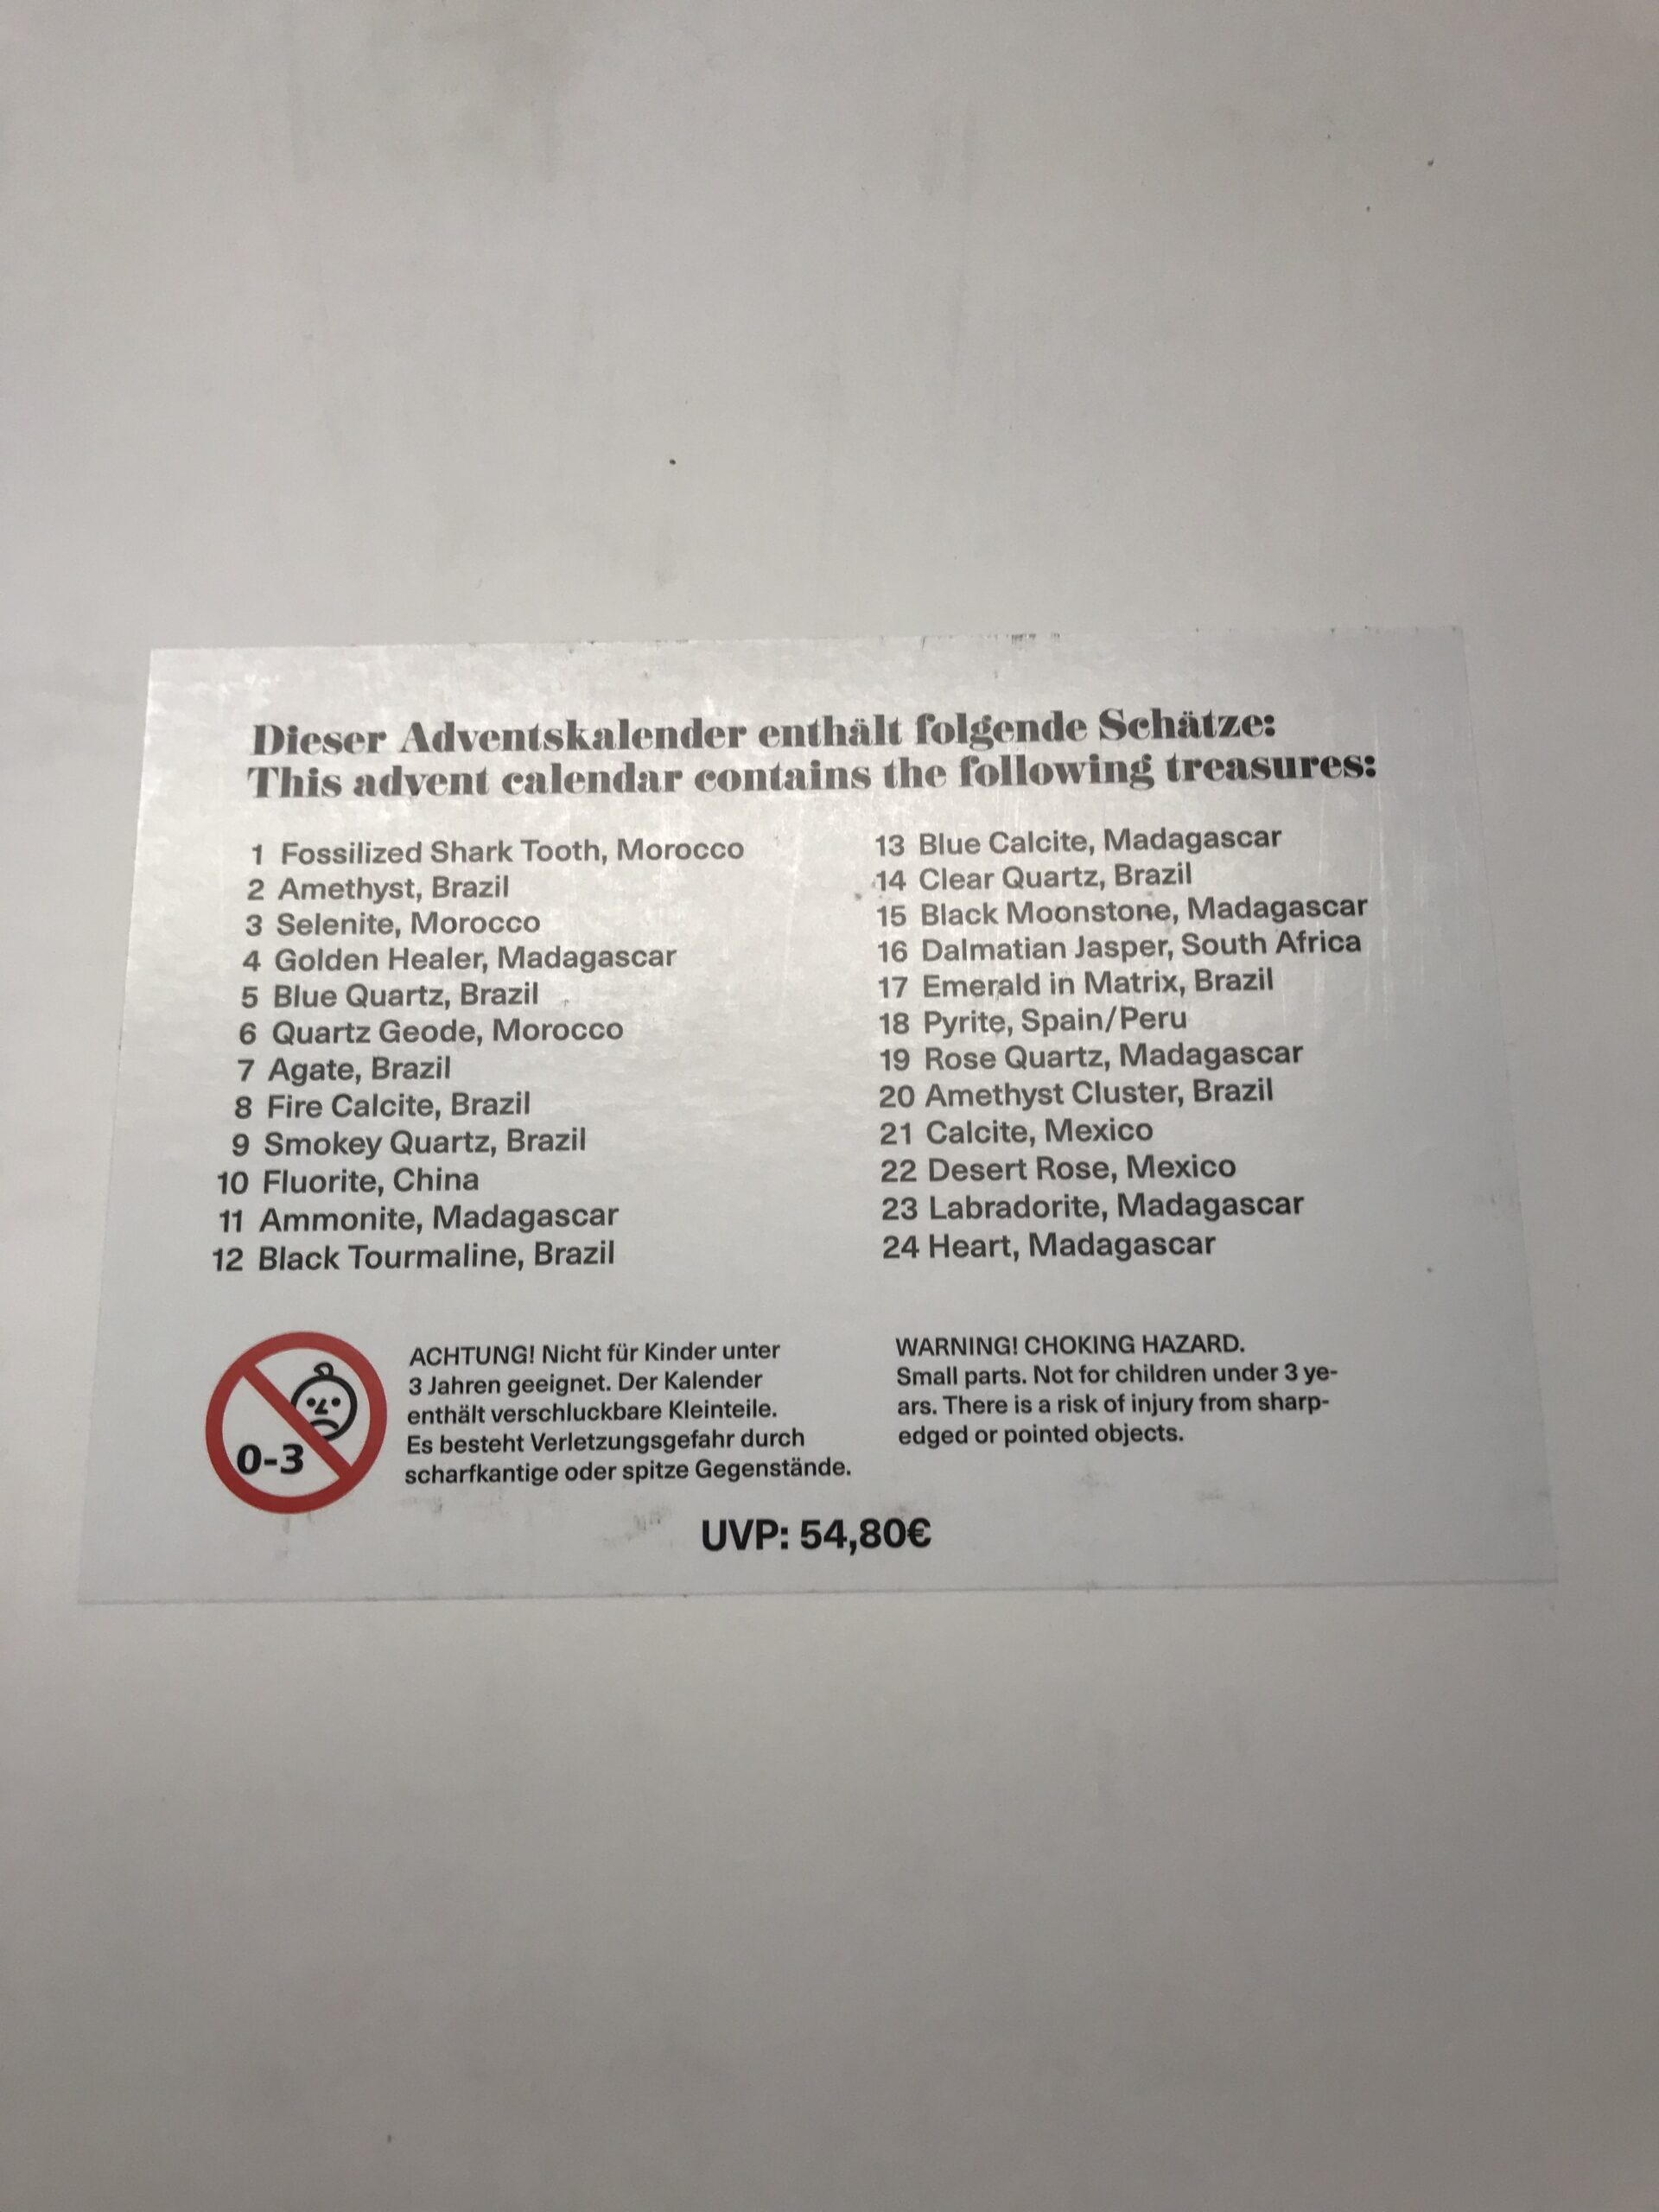 Dieser Adventskalender enthält folgende Schätze:
This advent calendar contains the following treasures:
1 Fossilized Shark Tooth, Morocco
2 Amethyst, Brazil
3 Selenite, Morocco
4 Golden Healer, Madagascar
5 Blue Quartz, Brazil
6 Quartz Geode, Morocco
7 Agate, Brazil
8 Fire Calcite, Brazil
9 Smokey Quartz, Brazil
10 Fluorite, China
11 Ammonite, Madagascar
12 Black Tourmaline, Brazil
13 Blue Calcite, Madagascar
14 Clear Quartz, Brazil
15 Black Moonstone, Madagascar
16 Dalmatian Jasper, South Africa
17 Emerald in Matrix, Brazil
18 Pyrite, Spain/Peru
19 Rose Quartz, Madagascar
20 Amethyst Cluster, Brazil
21 Calcite, Mexico
22 Desert Rose, Mexico
23 Labradorite, Madagascar
24 Heart, Madagascar
0-3
ACHTUNG! Nicht für Kinder unter
3 Jahren geeignet. Der Kalender
enthält verschluckbare Kleinteile.
Es besteht Verletzungsgefahr durch
scharfkantige oder spitze Gegenstände.
WARNING! CHOKING HAZARD.
Small parts. Not for children under 3 ye-
ars. There is a risk of injury from sharp-
edged or pointed objects.
UVP: 54,80€